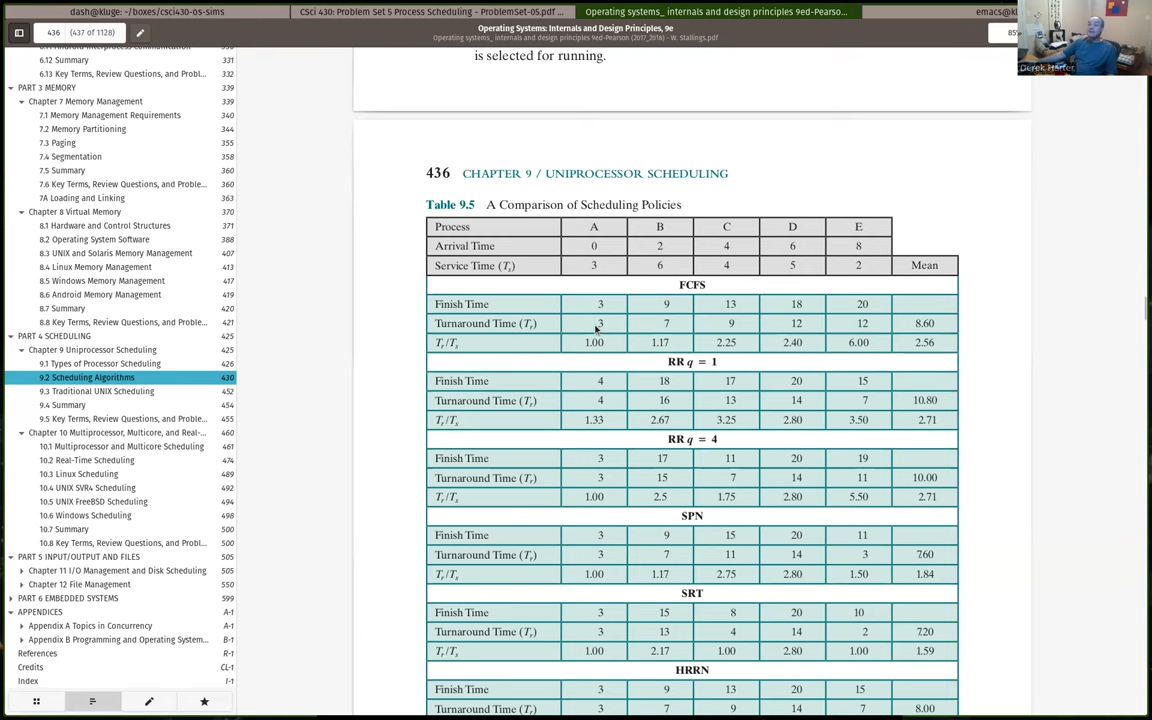 dash@kluge: ~/boxes/csci430-os-sims
CSci 430: Problem Set 5 Process Scheduling - ProblemSet-05.pdf ...
Operating systems_ internals and design principles 9ed-Pearso...
emacs@kl
436 (437 of 1128)
Operating Systems: Internals and Design Principles, 9e
Operating systems_ internals and design principles 9ed-Pearson (2017_2018) - W. Stallings.pdf
85
Derek Harter
6.12 Summary 331
6.13 Key Terms, Review Questions, and Probl... 332
PART 3 MEMORY 339
Chapter 7 Memory Management 339
7.1 Memory Management Requirements 340
7.2 Memory Partitioning 344
7.3 Paging 355
7.4 Segmentation 358
7.5 Summary 360
7.6 Key Terms, Review Questions, and Proble... 360
7A Loading and Linking 363
Chapter 8 Virtual Memory 370
8.1 Hardware and Control Structures 371
8.2 Operating System Software 388
8.3 UNIX and Solaris Memory Management 407
8.4 Linux Memory Management 413
8.5 Windows Memory Management 417
8.6 Android Memory Management 419
8.7 Summary 420
8.8 Key Terms, Review Questions, and Proble... 421
PART 4 SCHEDULING 425
Chapter 9 Uniprocessor Scheduling 425
9.1 Types of Processor Scheduling 426
9.2 Scheduling Algorithms 430
9.3 Traditional UNIX Scheduling 452
9.4 Summary 454
9.5 Key Terms, Review Questions, and Proble... 455
Chapter 10 Multiprocessor, Multicore, and Real-... 460
10.1 Multiprocessor and Multicore Scheduling 461
10.2 Real-Time Scheduling 474
10.3 Linux Scheduling 489
10.4 UNIX SVR4 Scheduling 492
10.5 UNIX FreeBSD Scheduling 494
10.6 Windows Scheduling 498
10.7 Summary 500
10.8 Key Terms, Review Questions, and Probl... 500
PART 5 INPUT/OUTPUT AND FILES 505
Chapter 11 I/O Management and Disk Scheduling 505
Chapter 12 File Management 550
PART 6 EMBEDDED SYSTEMS 599
APPENDICES A-1
Appendix A Topics in Concurrency A-1
Appendix B Programming and Operating System... B-1
References R-1
Credits CL-1
Index I-1
is selected for running.
436 CHAPTER 9 / UNIPROCESSOR SCHEDULING
Table 9.5 A Comparison of Scheduling Policies
Process A B C D E
Arrival Time 0 2 4 6 8
Service Time (Ts) 3 6 4 5 2 Mean
FCFS
Finish Time 3 9 13 18 20
Turnaround Time (Tr) 3 7 9 12 12 8.60
Tr/Ts 1.00 1.17 2.25 2.40 6.00 2.56
RR q = 1
Finish Time 4 18 17 20 15
Turnaround Time (Tr) 4 16 13 14 7 10.80
Tr/Ts 1.33 2.67 3.25 2.80 3.50 2.71
RR q = 4
Finish Time 3 17 11 20 19
Turnaround Time (Tr) 3 15 7 14 11 10.00
Tr/Ts 1.00 2.5 1.75 2.80 5.50 2.71
SPN
Finish Time 3 9 15 20 11
Turnaround Time (Tr) 3 7 11 14 3 7.60
Tr/Ts 1.00 1.17 2.75 2.80 1.50 1.84
SRT
Finish Time 3 15 8 20 10
Turnaround Time (Tr) 3 13 4 14 2 7.20
Tr/Ts 1.00 2.17 1.00 2.80 1.00 1.59
HRRN
Finish Time 3 9 13 20 15
Turnaround Time (Tr) 3 7 9 14 7 8.00